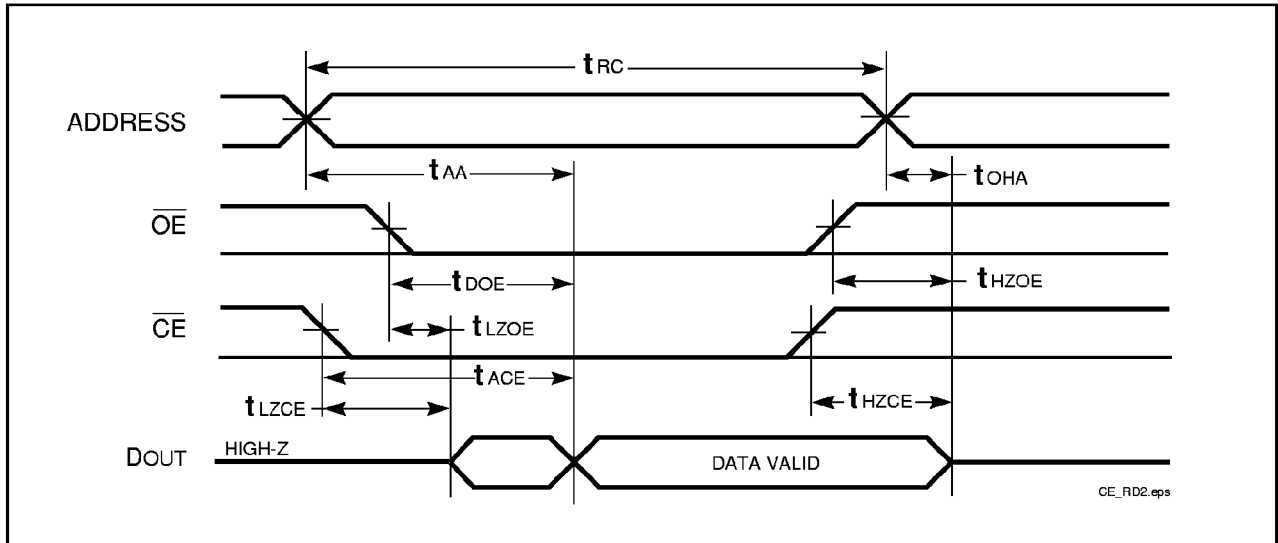 tRC
ADDRESS
tAA
tOHA
OE
tDOE
tHZOE
CE
tLZOE
tACE
tLZCE
tHZCE
DOUT
HIGH-Z
DATA VALID
CE_RD2.eps